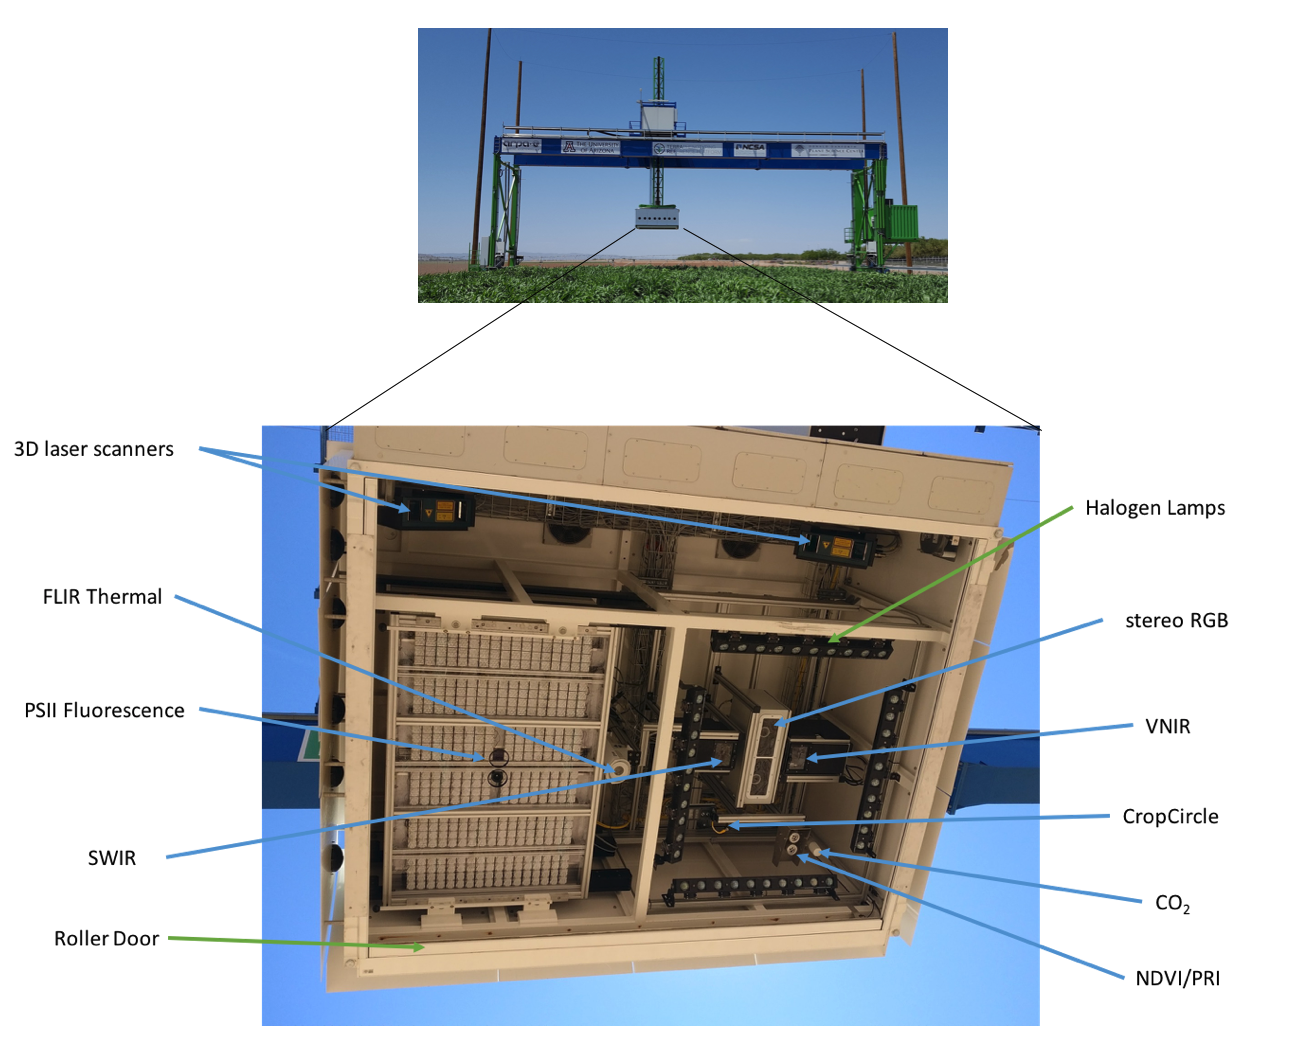 arpa·e
THE UNIVERSITY
OF ARIZONA
NCSA
3D laser scanners
Halogen Lamps
FLIR Thermal
stereo RGB
PSII Fluorescence
VNIR
CropCircle
SWIR
CO₂
Roller Door
NDVI/PRI